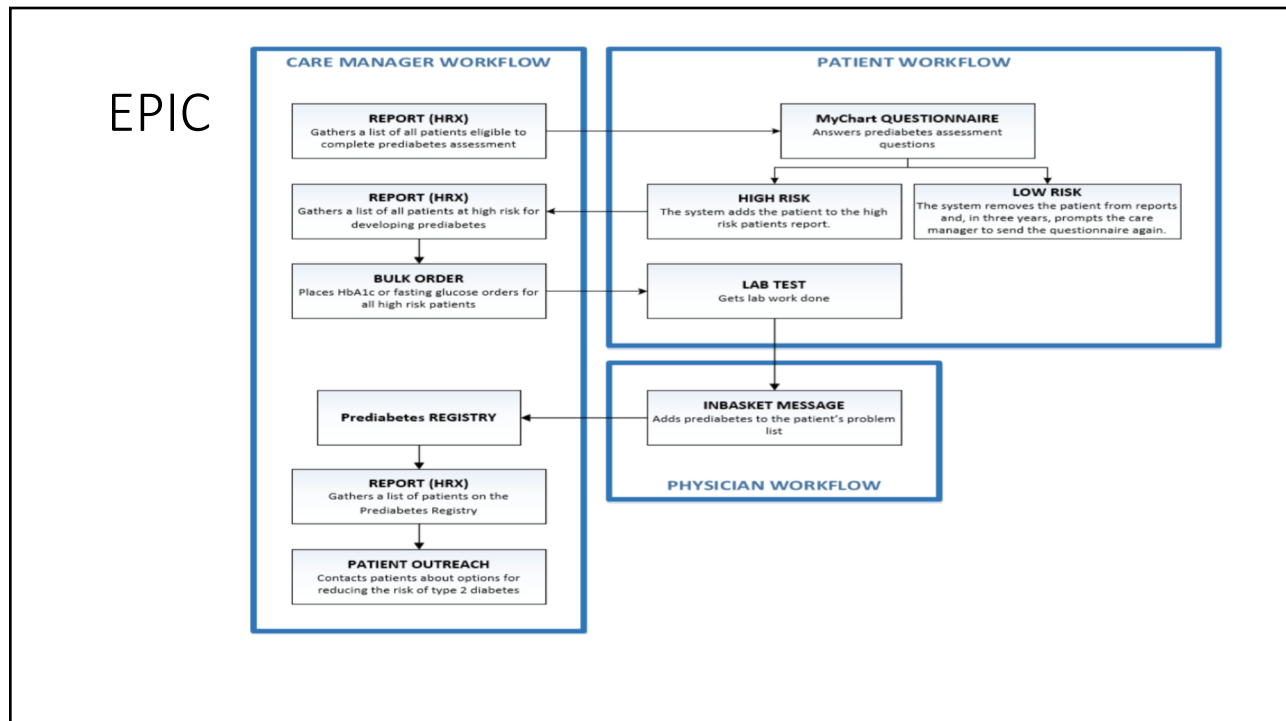 EPIC
CARE MANAGER WORKFLOW
REPORT (HRX)
Gathers a list of all patients eligible to
complete prediabetes assessment
REPORT (HRX)
Gathers a list of all patients at high risk for
developing prediabetes
BULK ORDER
Places HbA1c or fasting glucose orders for
all high risk patients
Prediabetes REGISTRY
REPORT (HRX)
Gathers a list of patients on the
Prediabetes Registry
PATIENT OUTREACH
Contacts patients about options for
reducing the risk of type 2 diabetes
PATIENT WORKFLOW
MyChart QUESTIONNAIRE
Answers prediabetes assessment
questions
HIGH RISK
The system adds the patient to the high
risk patients report.
LOW RISK
The system removes the patient from reports
and, in three years, prompts the care
manager to send the questionnaire again.
LAB TEST
Gets lab work done
INBASKET MESSAGE
Adds prediabetes to the patient's problem
list
PHYSICIAN WORKFLOW